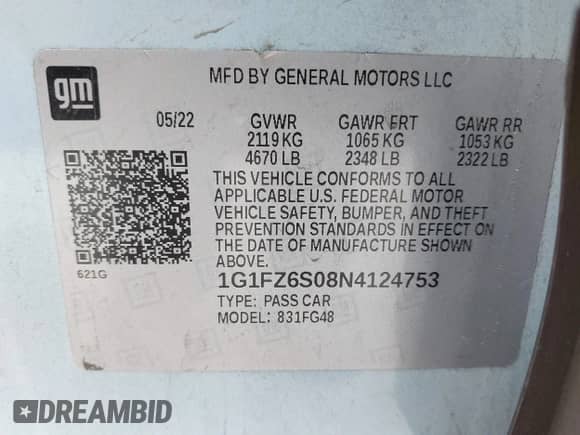 gm
MFD BY GENERAL MOTORS LLC
05/22 GVWR GAWR FRT GAWR RR
2119 KG 1065 KG 1053 KG
4670 LB 2348 LB 2322 LB
THIS VEHICLE CONFORMS TO ALL
APPLICABLE U.S. FEDERAL MOTOR
VEHICLE SAFETY, BUMPER, AND THEFT
PREVENTION STANDARDS IN EFFECT ON
THE DATE OF MANUFACTURE SHOWN
ABOVE.
621G
1G1FZ6S08N4124753
TYPE: PASS CAR
MODEL: 831FG48
DREAMBID